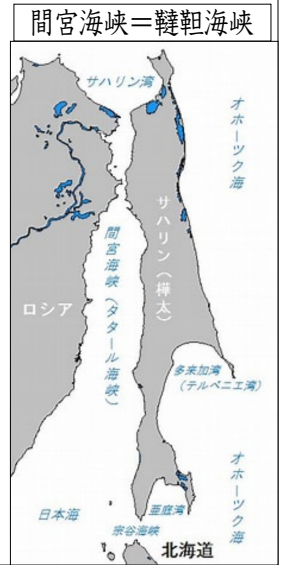 間宮海峡＝韃靼海峡
サハリン湾
オホーツク海
サハリン（樺太）
間宮海峡（タタール海峡）
ロシア
多来加湾
（テルペニエ湾）
オホーツク海
亜庭湾
日本海
宗谷海峡
北海道